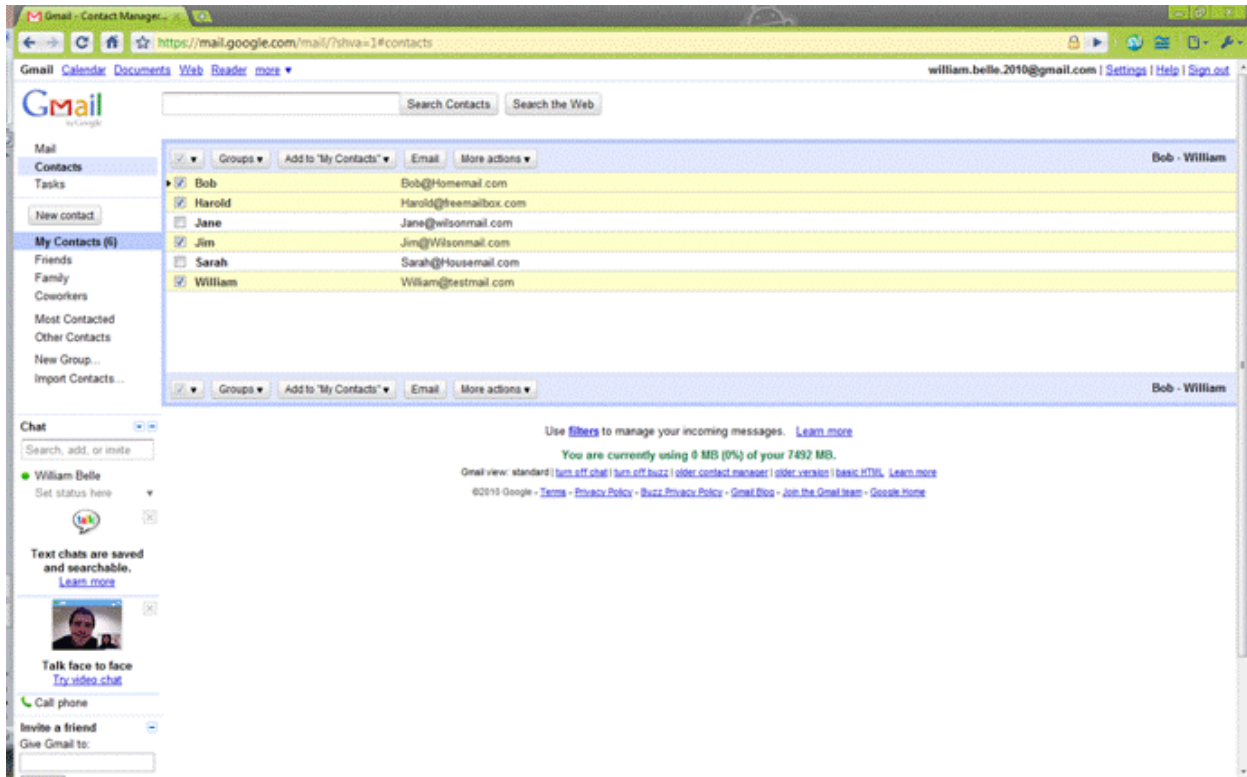 Gmail - Contact Manager...
https://mail.google.com/mail/?shva=1#contacts
Gmail Calendar Documents Web Reader more ▼
william.belle.2010@gmail.com | Settings | Help | Sign out
GMail
by Google
Search Contacts Search the Web
Mail
Contacts
Tasks
New contact
My Contacts (6)
Friends
Family
Coworkers
Most Contacted
Other Contacts
New Group...
Import Contacts...
Groups ▼ Add to "My Contacts" ▼ Email More actions ▼ Bob - William
Bob Bob@Homemail.com
Harold Harold@freemailbox.com
Jane Jane@wilsonmail.com
Jim Jim@Wilsonmail.com
Sarah Sarah@Housemail.com
William William@testmail.com
Groups ▼ Add to "My Contacts" ▼ Email More actions ▼ Bob - William
Use filters to manage your incoming messages. Learn more
You are currently using 0 MB (0%) of your 7492 MB.
Gmail view: standard | turn off chat | turn off buzz | older contact manager | older version | basic HTML Learn more
©2010 Google - Terms - Privacy Policy - Buzz Privacy Policy - Gmail Blog - Join the Gmail team - Google Home
Chat
Search, add, or invite
William Belle
Set status here
talk
Text chats are saved
and searchable.
Learn more
Talk face to face
Try video chat
Call phone
Invite a friend
Give Gmail to: